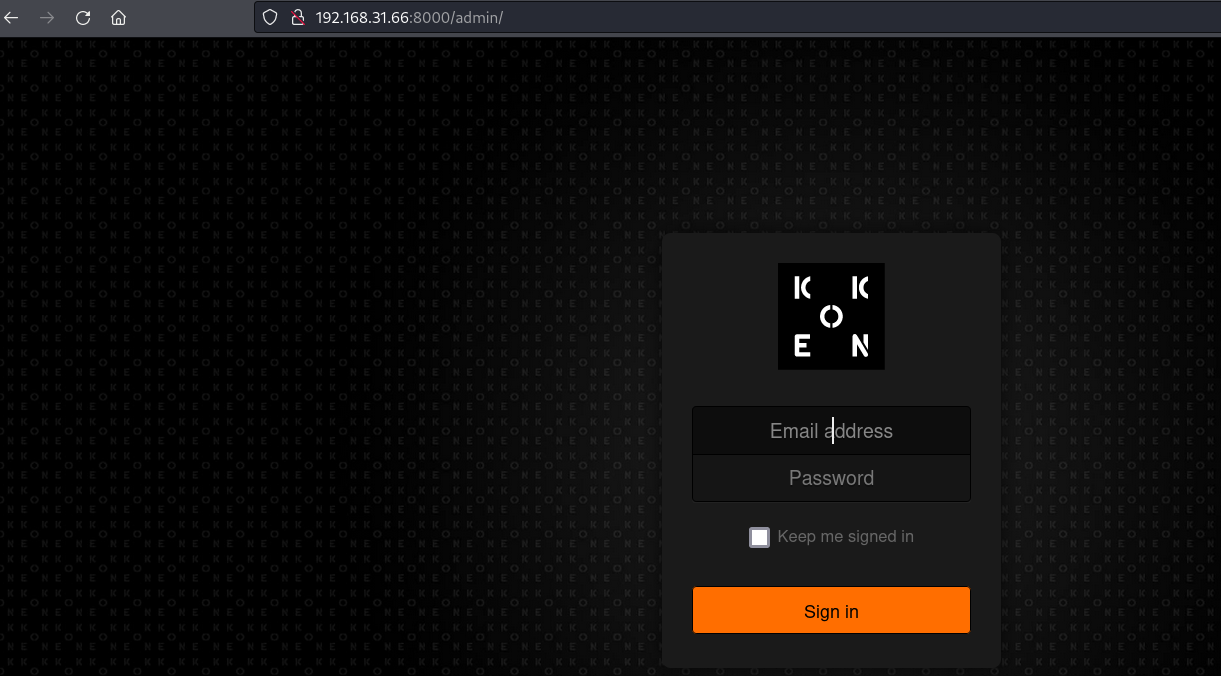 192.168.31.66:8000/admin/
K K
O
E N
Email address
Password
Keep me signed in
Sign in